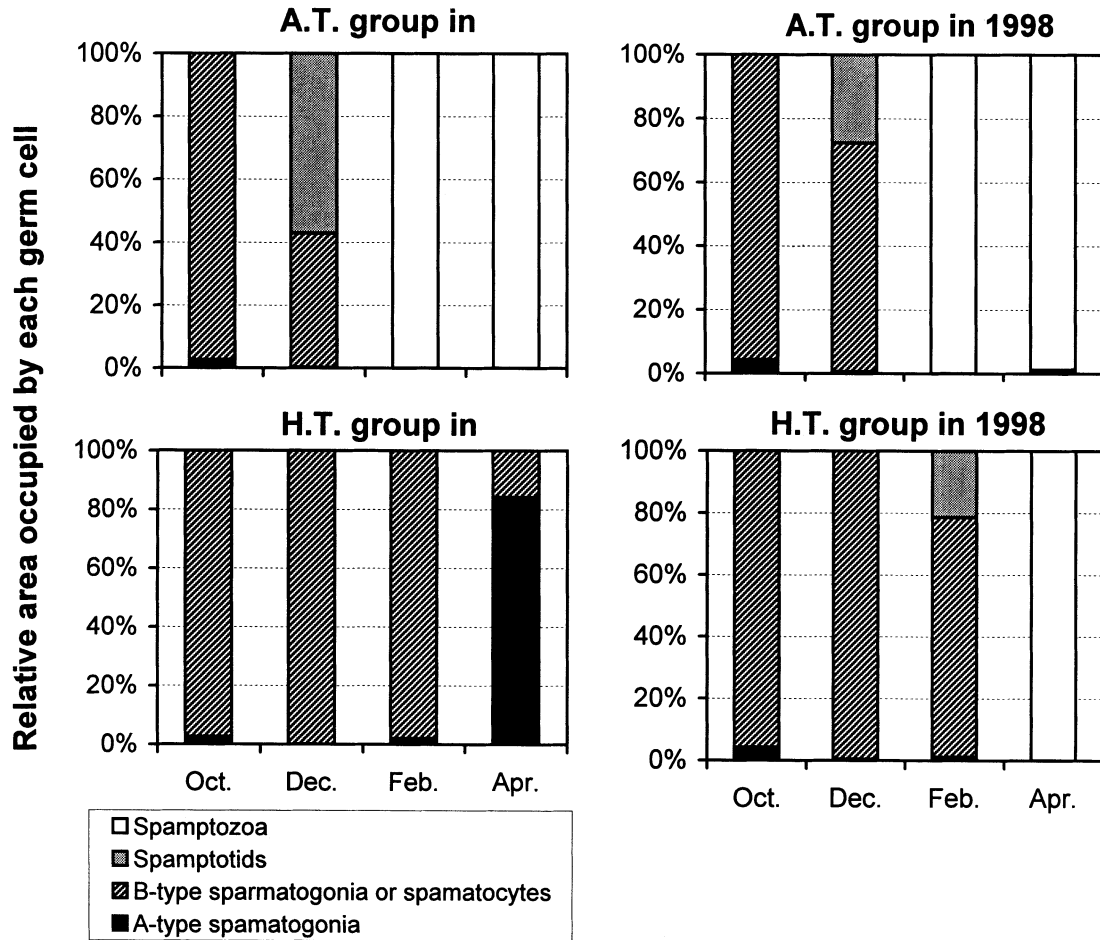 A.T. group in
100%
80%
60%
40%
20%
0%
A.T. group in 1998
100%
80%
60%
40%
20%
0%
Relative area occupied by each germ cell
H.T. group in
100%
80%
60%
40%
20%
0%
Oct. Dec. Feb. Apr.
H.T. group in 1998
100%
80%
60%
40%
20%
0%
Oct. Dec. Feb. Apr.
Spamptozoa
Spamptotids
B-type sparmatogonia or spamatocytes
A-type spamatogonia